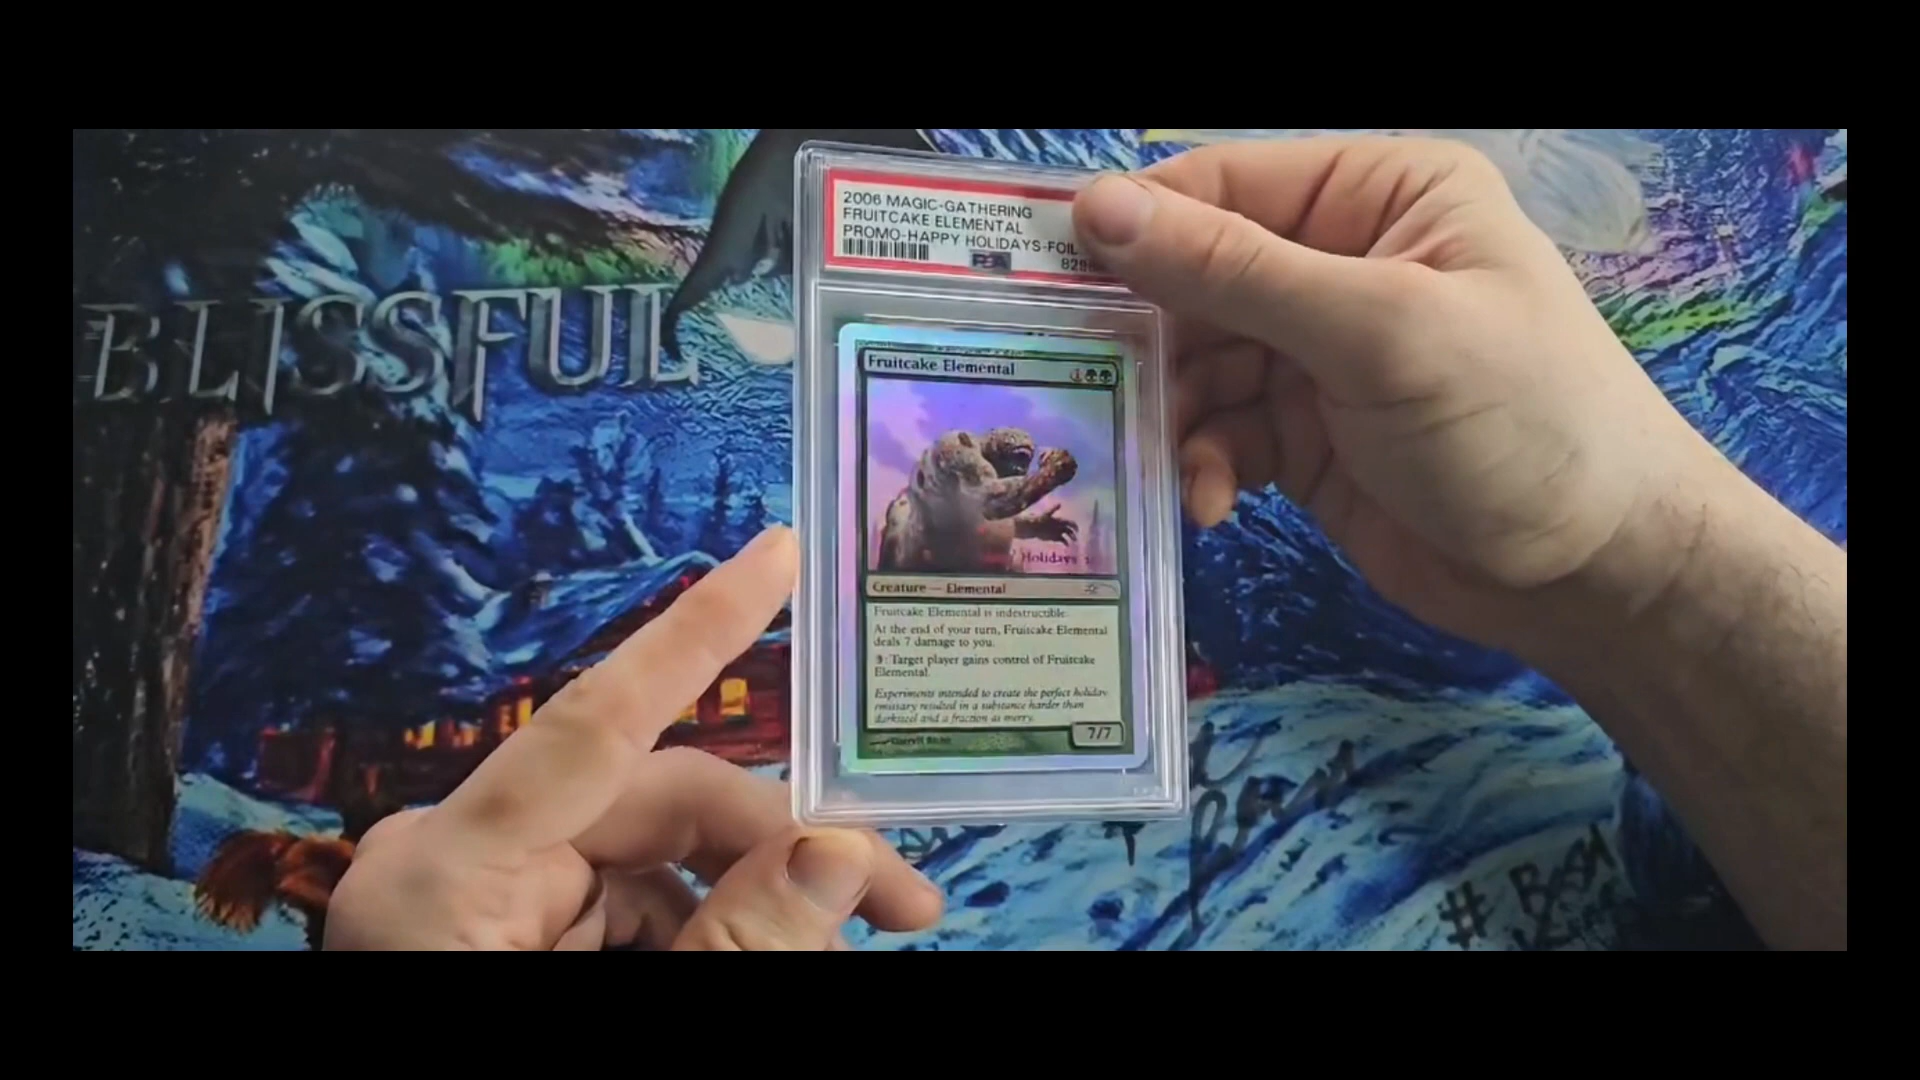 2006 MAGIC-GATHERING
FRUITCAKE ELEMENTAL
PROMO-HAPPY HOLIDAYS-FOIL
PSA
BLISSFUL
Fruitcake Elemental
1
Holidays
Creature — Elemental
Fruitcake Elemental is indestructible.
At the end of your turn, Fruitcake Elemental
deals 7 damage to you.
3: Target player gains control of Fruitcake
Elemental.
Experiments intended to create the perfect holiday
emissary resulted in a substance harder than
darksteel and a fraction as merry.
7/7